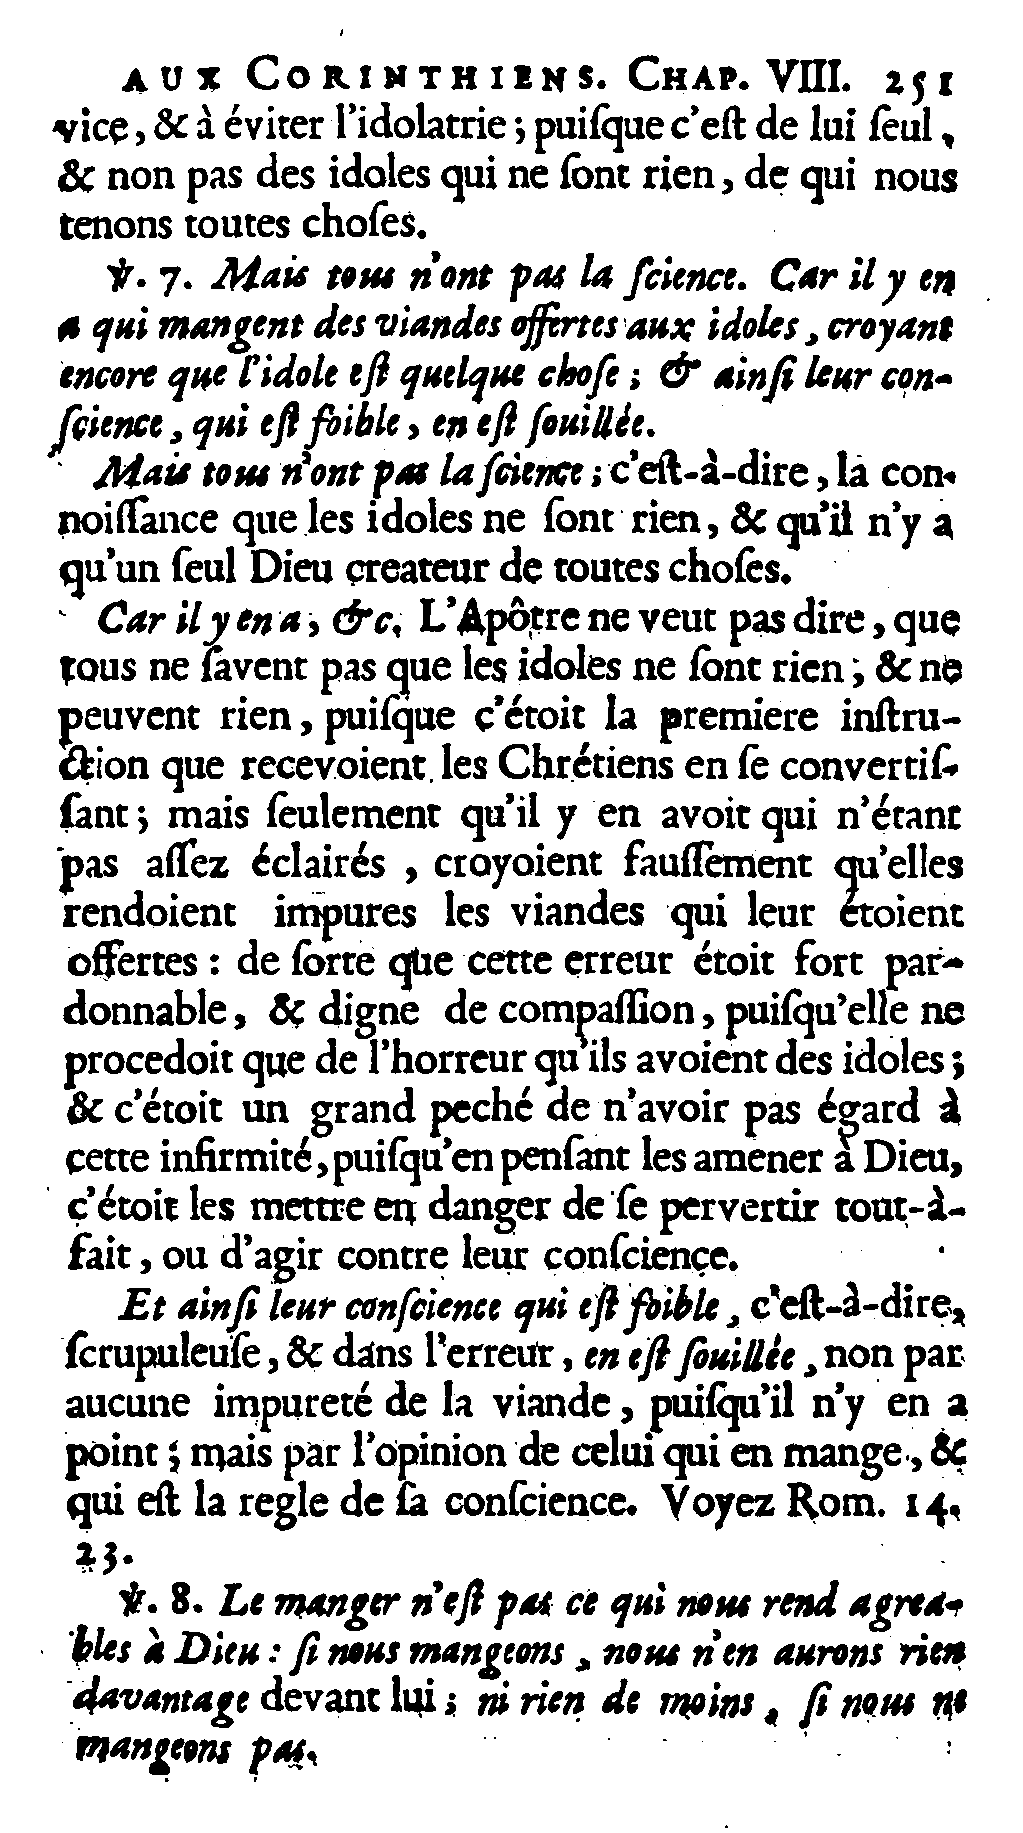 AUX CORINTHIENS. CHAP. VIII. 251
vice, & à éviter l'idolatrie; puiſque c'eſt de lui ſeul,
& non pas des idoles qui ne ſont rien, de qui nous
tenons toutes choſes.
℣. 7. Mais tous n'ont pas la ſcience. Car il y en
a qui mangent des viandes offertes aux idoles, croyant
encore que l'idole eſt quelque choſe; & ainſi leur con-
ſcience, qui eſt foible, en eſt ſouillée.
Mais tous n'ont pas la ſcience; c'eſt-à-dire, la con-
noiſſance que les idoles ne ſont rien, & qu'il n'y a
qu'un ſeul Dieu createur de toutes choſes.
Car il y en a, &c. L'Apôtre ne veut pas dire, que
tous ne ſavent pas que les idoles ne ſont rien; & ne
peuvent rien, puiſque c'étoit la premiere inſtru-
ction que recevoient les Chrétiens en ſe convertiſ-
ſant; mais ſeulement qu'il y en avoit qui n'étant
pas aſſez éclairés, croyoient fauſſement qu'elles
rendoient impures les viandes qui leur étoient
offertes: de ſorte que cette erreur étoit fort par-
donnable, & digne de compaſſion, puiſqu'elle ne
procedoit que de l'horreur qu'ils avoient des idoles;
& c'étoit un grand peché de n'avoir pas égard à
cette infirmité, puiſqu'en penſant les amener à Dieu,
c'étoit les mettre en danger de ſe pervertir tout-à-
fait, ou d'agir contre leur conſcience.
Et ainſi leur conſcience qui eſt foible, c'eſt-à-dire,
ſcrupuleuſe, & dans l'erreur, en eſt ſouillée, non par
aucune impureté de la viande, puiſqu'il n'y en a
point; mais par l'opinion de celui qui en mange, &
qui eſt la regle de ſa conſcience. Voyez Rom. 14.
23.
℣. 8. Le manger n'eſt pas ce qui nous rend agrea-
bles à Dieu: ſi nous mangeons, nous n'en aurons rien
davantage devant lui; ni rien de moins, ſi nous ne
mangeons pas.